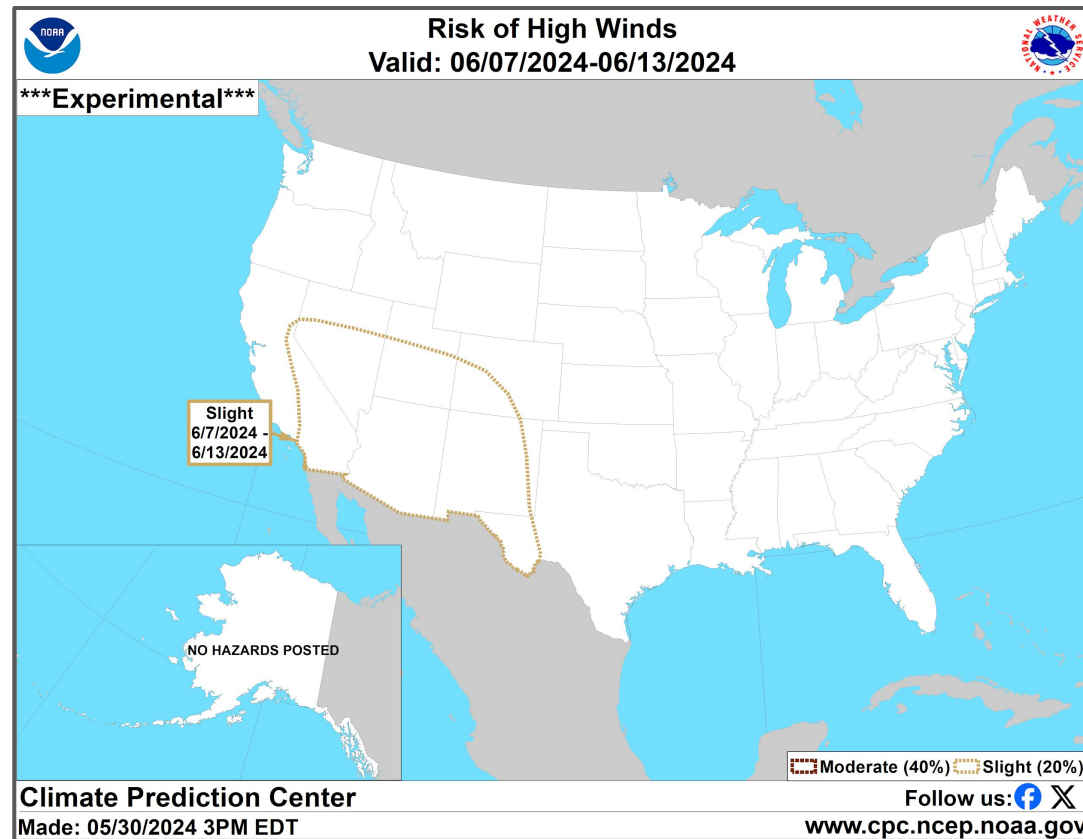 NOAA
Risk of High Winds
Valid: 06/07/2024-06/13/2024
NATIONAL WEATHER SERVICE
***Experimental***
Slight
6/7/2024 -
6/13/2024
NO HAZARDS POSTED
Moderate (40%) Slight (20%)
Climate Prediction Center
Follow us:
Made: 05/30/2024 3PM EDT
www.cpc.ncep.noaa.gov